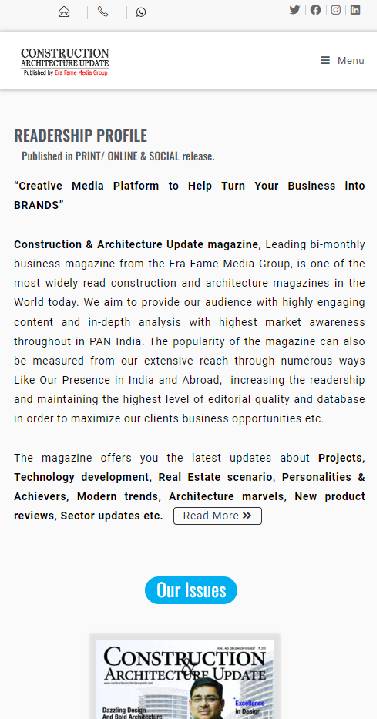 CONSTRUCTION
ARCHITECTURE UPDATE
Published by Era Fame Media Group
Menu
READERSHIP PROFILE
Published in PRINT/ ONLINE & SOCIAL release.
“Creative Media Platform to Help Turn Your Business into
BRANDS”
Construction & Architecture Update magazine, Leading bi-monthly
business magazine from the Era Fame Media Group, is one of the
most widely read construction and architecture magazines in the
World today. We aim to provide our audience with highly engaging
content and in-depth analysis with highest market awareness
throughout in PAN India. The popularity of the magazine can also
be measured from our extensive reach through numerous ways
Like Our Presence in India and Abroad, increasing the readership
and maintaining the highest level of editorial quality and database
in order to maximize our clients business opportunities etc.
The magazine offers you the latest updates about Projects,
Technology development, Real Estate scenario, Personalities &
Achievers, Modern trends, Architecture marvels, New product
reviews, Sector updates etc. Read More »
Our Issues
CONSTRUCTION
&
ARCHITECTURE UPDATE
Dazzling Design
And Bold Architecture
Excellence
in Design